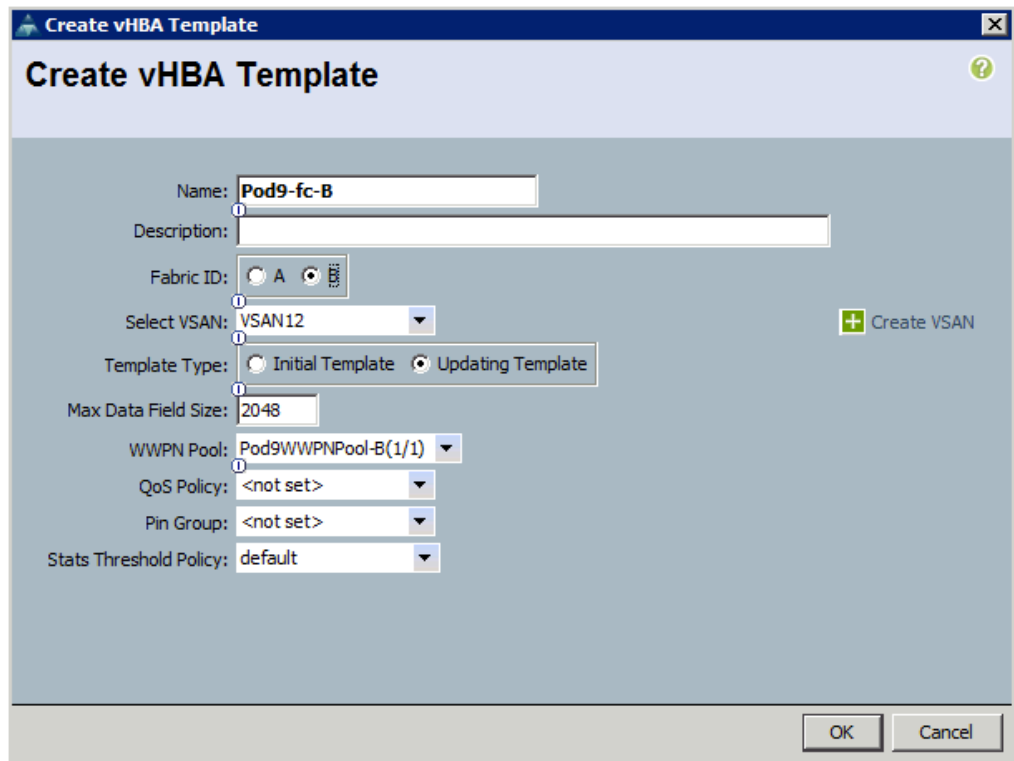 Create vHBA Template
Create vHBA Template
Name: Pod9-fc-B
Description:
Fabric ID: A B
Select VSAN: VSAN12 Create VSAN
Template Type: Initial Template Updating Template
Max Data Field Size: 2048
WWPN Pool: Pod9WWPNPool-B(1/1)
QoS Policy: <not set>
Pin Group: <not set>
Stats Threshold Policy: default
OK Cancel